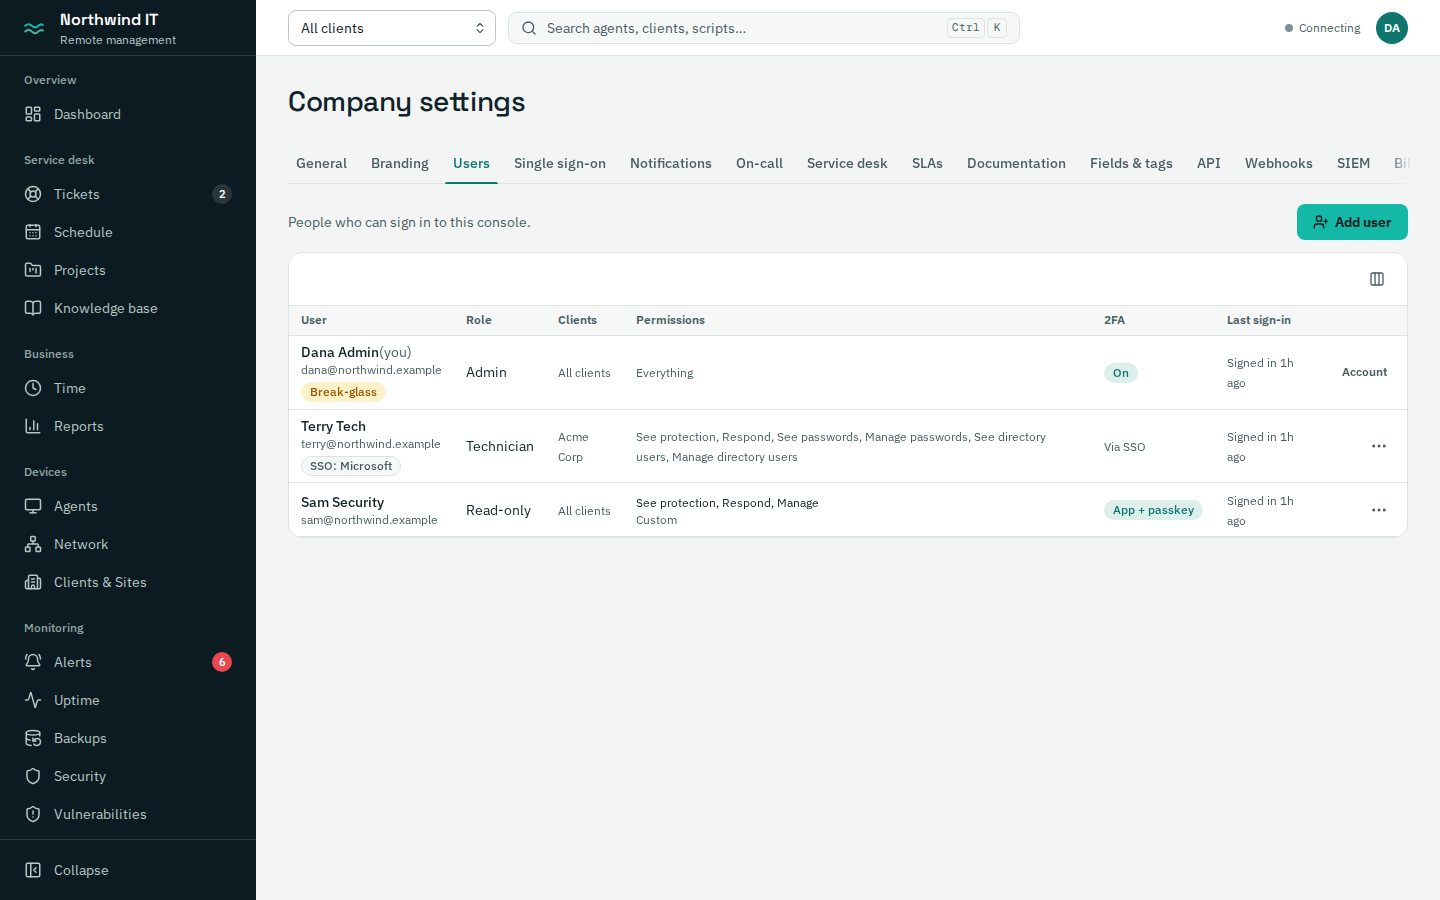 Northwind IT
Remote management
All clients
Search agents, clients, scripts...
Ctrl K
Connecting
DA
Overview
Dashboard
Service desk
Tickets 2
Schedule
Projects
Knowledge base
Business
Time
Reports
Devices
Agents
Network
Clients & Sites
Monitoring
Alerts 6
Uptime
Backups
Security
Vulnerabilities
Collapse
Company settings
General Branding Users Single sign-on Notifications On-call Service desk SLAs Documentation Fields & tags API Webhooks SIEM
People who can sign in to this console.
Add user
User Role Clients Permissions 2FA Last sign-in
Dana Admin(you)
dana@northwind.example
Break-glass
Admin
All clients
Everything
On
Signed in 1h
ago
Account
Terry Tech
terry@northwind.example
SSO: Microsoft
Technician
Acme
Corp
See protection, Respond, See passwords, Manage passwords, See directory
users, Manage directory users
Via SSO
Signed in 1h
ago
Sam Security
sam@northwind.example
Read-only
All clients
See protection, Respond, Manage
Custom
App + passkey
Signed in 1h
ago